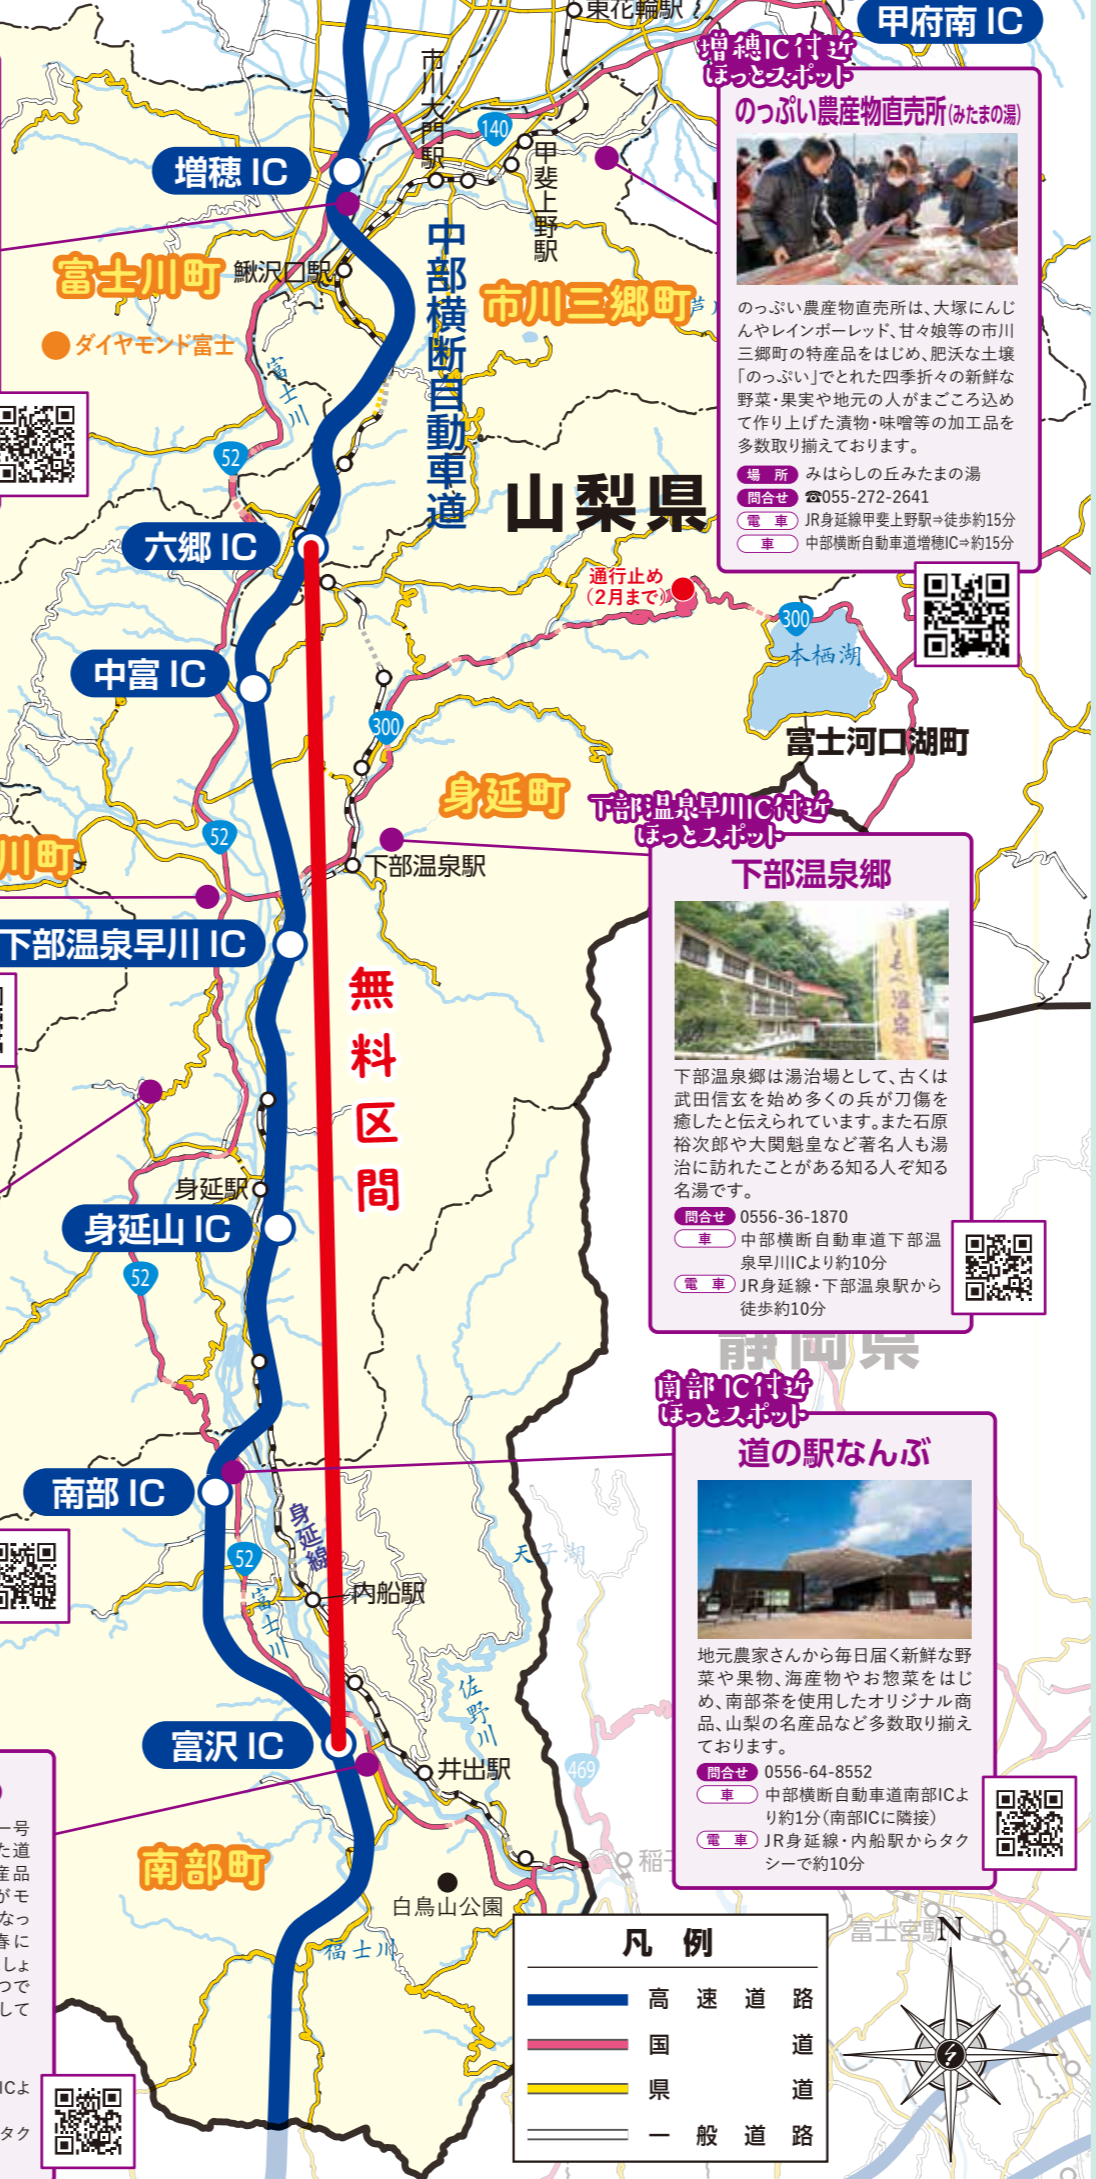 東花輪駅
甲府南 IC
市川大門駅
140
甲斐上野駅
増穂 IC
中部横断自動車道
富士川町
鰍沢口駅
市川三郷町
芦川
ダイヤモンド富士
富士川
52
山梨県
六郷 IC
通行止め
（2月まで）
300
本栖湖
中富 IC
300
富士河口湖町
身延町
52
川町
下部温泉駅
下部温泉早川 IC
無料区間
身延駅
身延山 IC
52
静岡県
南部 IC
身延線
天子湖
52
富士川
内船駅
佐野川
富沢 IC
井出駅
469
南部町
稲子
白鳥山公園
富士宮駅
福士川
増穂IC付近
ほっとスポット
のっぷい農産物直売所(みたまの湯)
のっぷい農産物直売所は、大塚にんじ
んやレインボーレッド、甘々娘等の市川
三郷町の特産品をはじめ、肥沃な土壌
「のっぷい」でとれた四季折々の新鮮な
野菜・果実や地元の人がまごころ込め
て作り上げた漬物・味噌等の加工品を
多数取り揃えております。
場所 みはらしの丘みたまの湯
問合せ ☎055-272-2641
電車 JR身延線甲斐上野駅⇒徒歩約15分
車 中部横断自動車道増穂IC⇒約15分
下部温泉早川IC付近
ほっとスポット
下部温泉郷
しもべ温泉
下部温泉郷は湯治場として、古くは
武田信玄を始め多くの兵が刀傷を
癒したと伝えられています。また石原
裕次郎や大関魁皇など著名人も湯
治に訪れたことがある知る人ぞ知る
名湯です。
問合せ 0556-36-1870
車 中部横断自動車道下部温
泉早川ICより約10分
電車 JR身延線・下部温泉駅から
徒歩約10分
南部IC付近
ほっとスポット
道の駅なんぶ
地元農家さんから毎日届く新鮮な野
菜や果物、海産物やお惣菜をはじ
め、南部茶を使用したオリジナル商
品、山梨の名産品など多数取り揃え
ております。
問合せ 0556-64-8552
車 中部横断自動車道南部ICよ
り約1分（南部ICに隣接）
電車 JR身延線・内船駅からタク
シーで約10分
一号
た道
産品
がモ
なっ
春に
しょ
つで
して
ICよ
タク
凡例
高速道路
国道
県道
一般道路
N